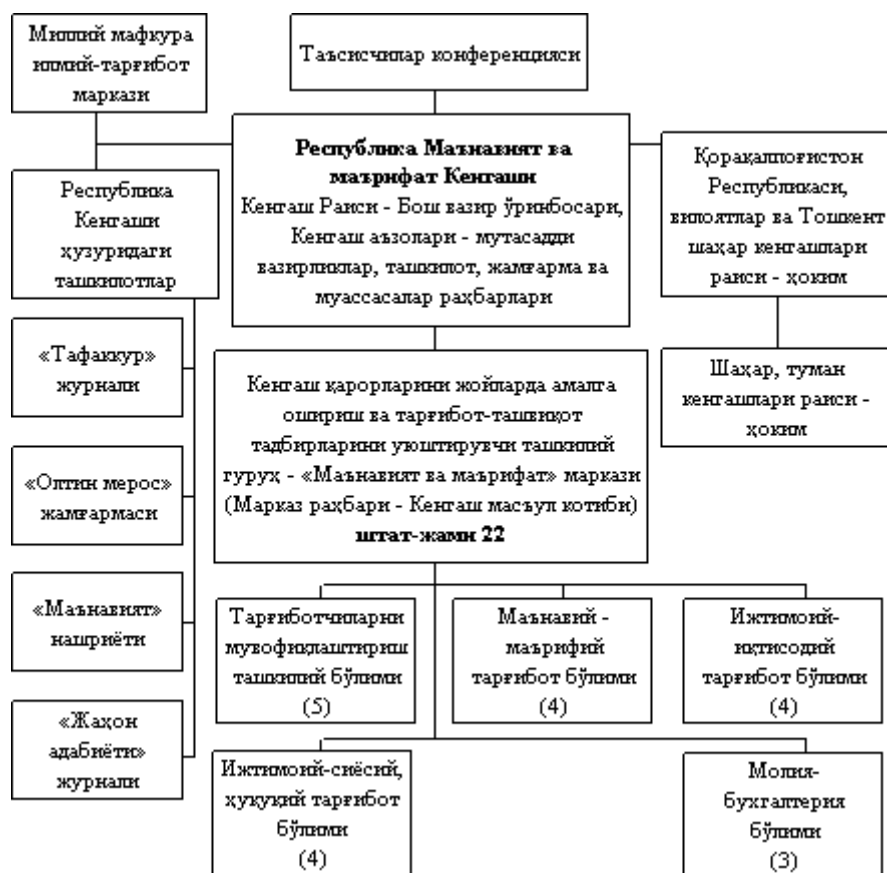 Миллий мафкура
илмий-тарғибот
маркази
Таъсисчилар конференцияси
Республика Маънавият ва
маърифат Кенгаши
Кенгаш Раиси - Бош вазир ўринбосари,
Кенгаш аъзолари - мутасадди
вазирликлар, ташкилот, жамғарма ва
муассасалар раҳбарлари
Қорақалпоғистон
Республикаси,
вилоятлар ва Тошкент
шаҳар кенгашлари
раиси - ҳоким
Республика
Кенгаши
ҳузуридаги
ташкилотлар
«Тафаккур»
журнали
«Олтин мерос»
жамғармаси
«Маънавият»
нашриёти
«Жаҳон
адабиёти»
журнали
Кенгаш қарорларини жойларда амалга
ошириш ва тарғибот-ташвиқот
тадбирларини уюштирувчи ташкилий
гуруҳ - «Маънавият ва маърифат» маркази
(Марказ раҳбари - Кенгаш масъул котиби)
штат-жами 22
Шаҳар, туман
кенгашлари раиси -
ҳоким
Тарғиботчиларни
мувофиқлаштириш
ташкилий бўлими
(5)
Маънавий -
маърифий
тарғибот бўлими
(4)
Ижтимоий-
иқтисодий
тарғибот бўлими
(4)
Ижтимоий-сиёсий,
ҳуқуқий тарғибот
бўлими
(4)
Молия-
бухгалтерия
бўлими
(3)